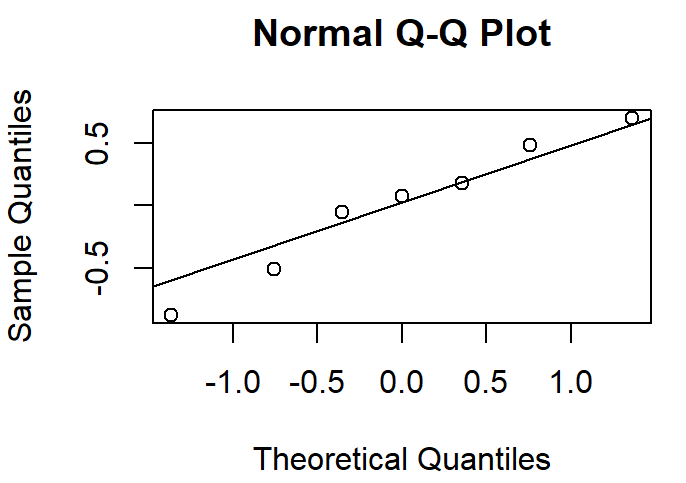 Normal Q-Q Plot
Sample Quantiles
0.5
-0.5
-1.0 -0.5 0.0 0.5 1.0
Theoretical Quantiles